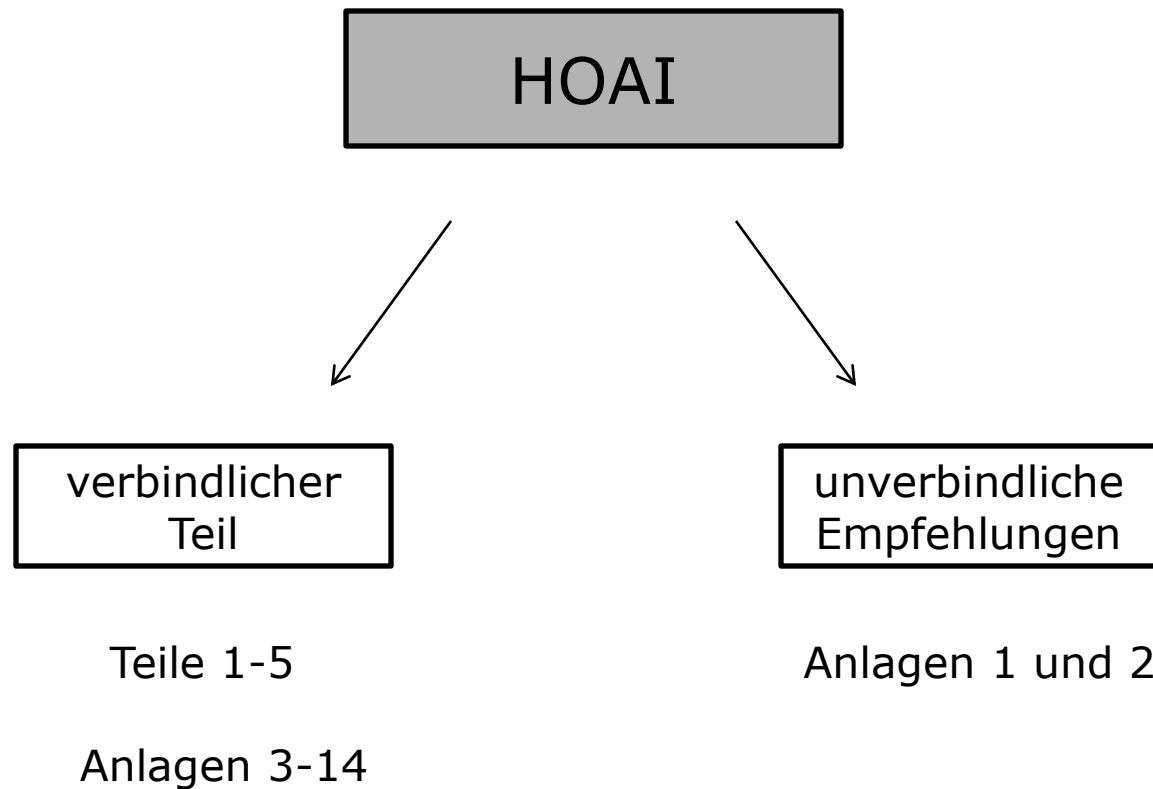 HOAI
verbindlicher
Teil
unverbindliche
Empfehlungen
Teile 1-5
Anlagen 1 und 2
Anlagen 3-14